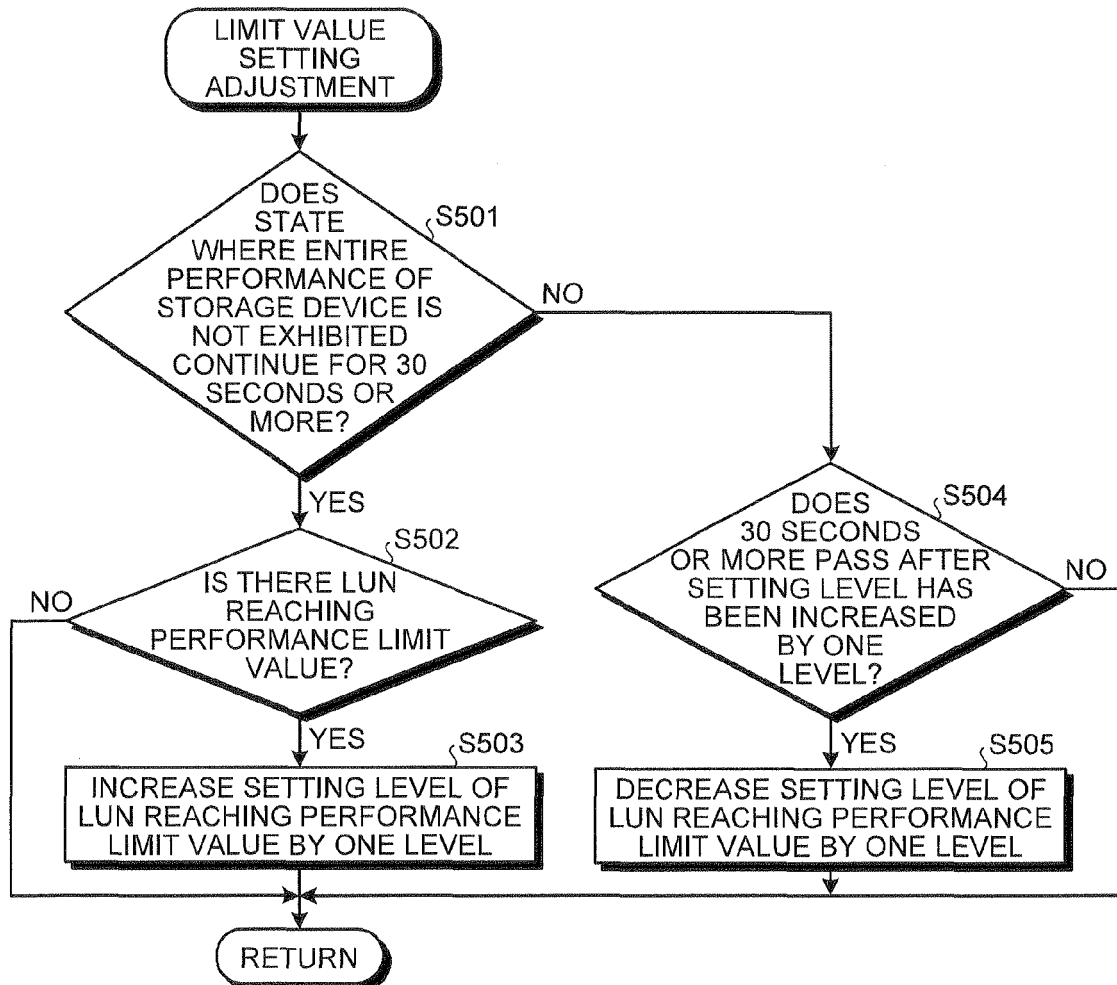 LIMIT VALUE
SETTING
ADJUSTMENT
DOES
STATE
WHERE ENTIRE
PERFORMANCE OF
STORAGE DEVICE IS
NOT EXHIBITED
CONTINUE FOR 30
SECONDS OR
MORE?
S501
NO
YES
IS THERE LUN
REACHING
PERFORMANCE LIMIT
VALUE?
S502
NO
YES
S503
INCREASE SETTING LEVEL OF
LUN REACHING PERFORMANCE
LIMIT VALUE BY ONE LEVEL
DOES
30 SECONDS
OR MORE PASS AFTER
SETTING LEVEL HAS
BEEN INCREASED
BY ONE
LEVEL?
S504
NO
YES
S505
DECREASE SETTING LEVEL OF
LUN REACHING PERFORMANCE
LIMIT VALUE BY ONE LEVEL
RETURN